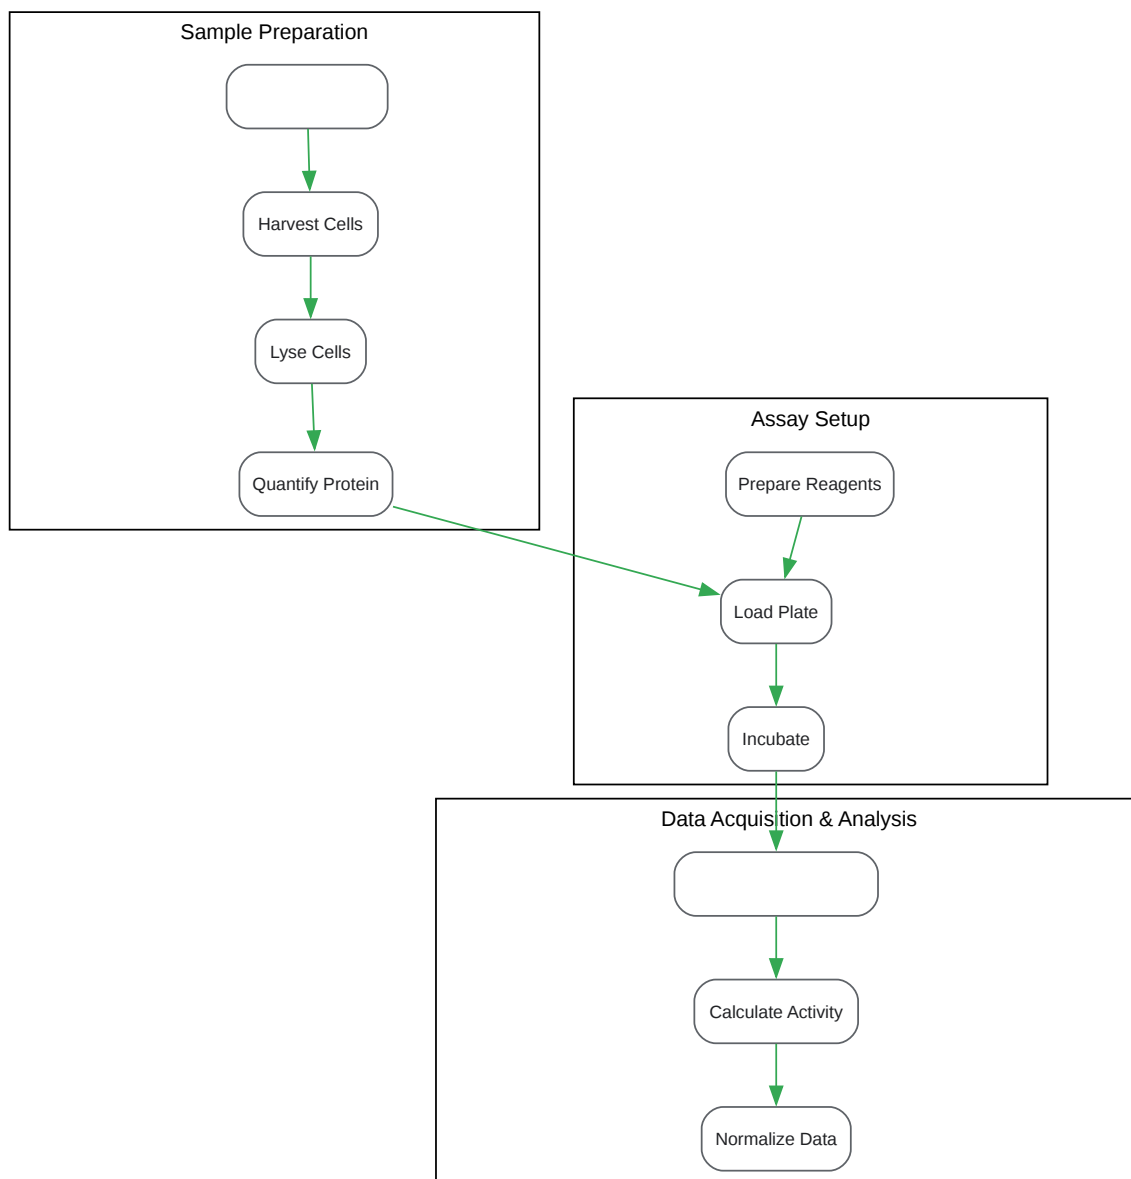 Sample Preparation
Harvest Cells
Lyse Cells
Quantify Protein
Assay Setup
Prepare Reagents
Load Plate
Incubate
Data Acquisition & Analysis
Calculate Activity
Normalize Data